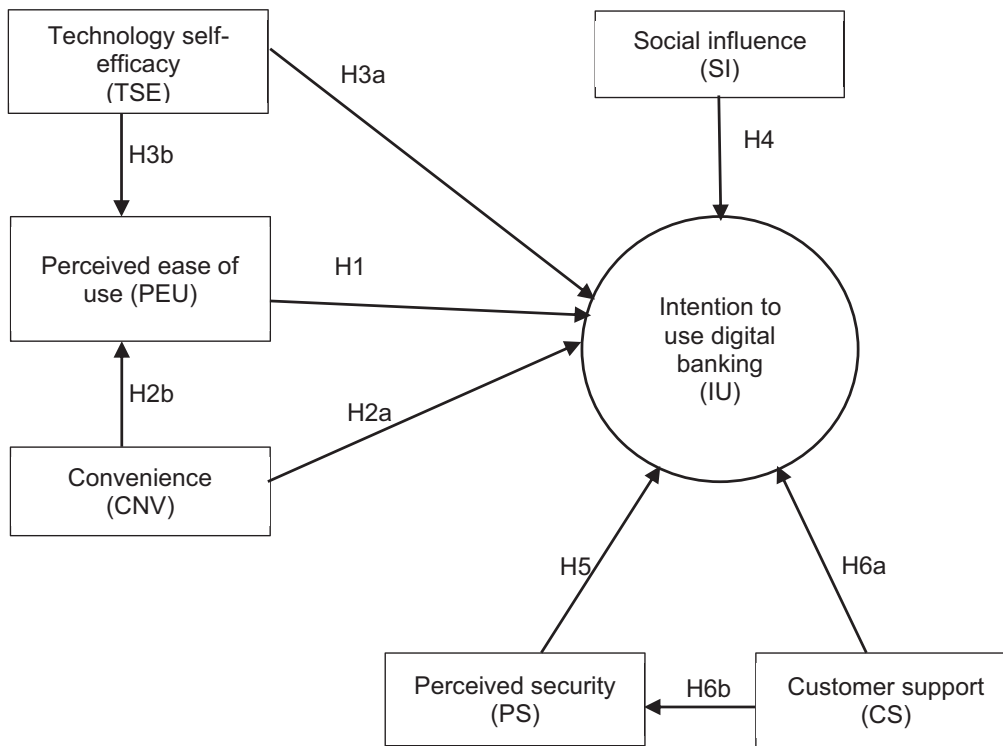 Technology self-
efficacy
(TSE)
H3a
Social influence
(SI)
H4
H3b
Perceived ease of
use (PEU)
H1
Intention to
use digital
banking
(IU)
H2b
H2a
Convenience
(CNV)
H5
H6a
Perceived security
(PS)
H6b
Customer support
(CS)